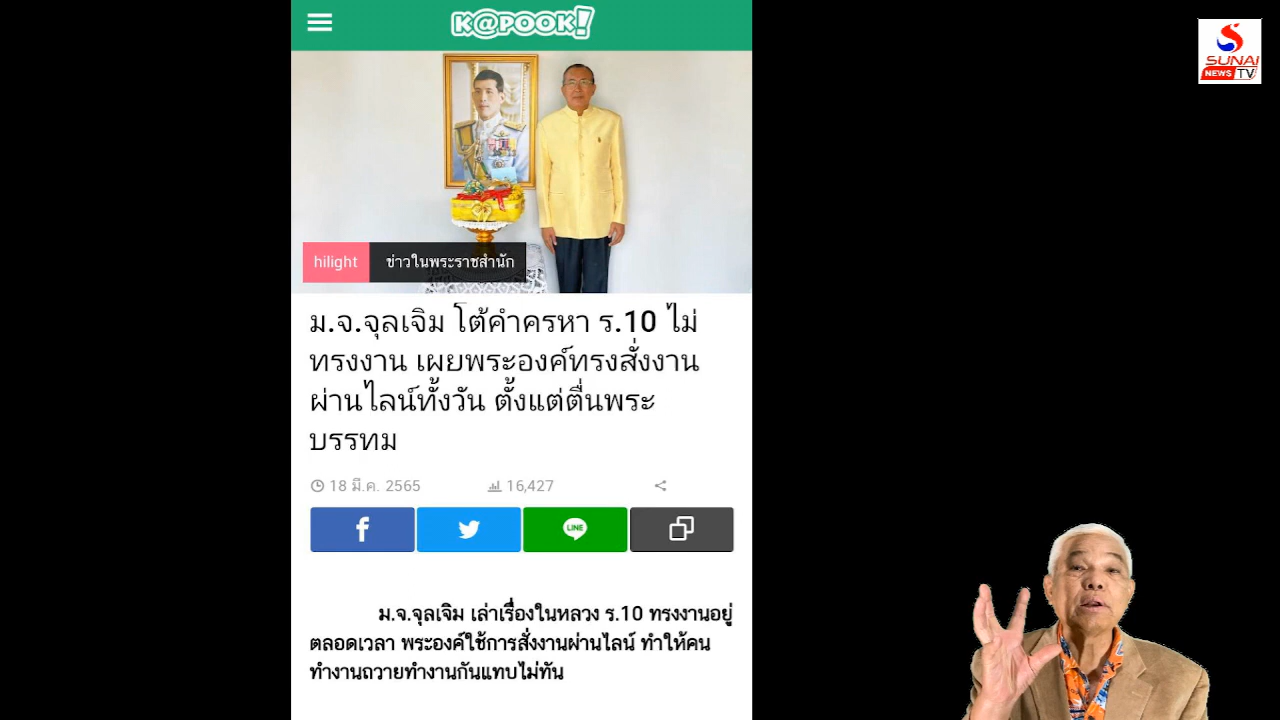 K@POOK!
SUNAI
NEWS TV
hilight ข่าวในพระราชสำนัก
ม.จ.จุลเจิม โต้คำครหา ร.10 ไม่
ทรงงาน เผยพระองค์ทรงสั่งงาน
ผ่านไลน์ทั้งวัน ตั้งแต่ตื่นพระ
บรรทม
18 มี.ค. 2565 16,427
LINE
ม.จ.จุลเจิม เล่าเรื่องในหลวง ร.10 ทรงงานอยู่
ตลอดเวลา พระองค์ใช้การสั่งงานผ่านไลน์ ทำให้คน
ทำงานถวายทำงานกันแทบไม่ทัน